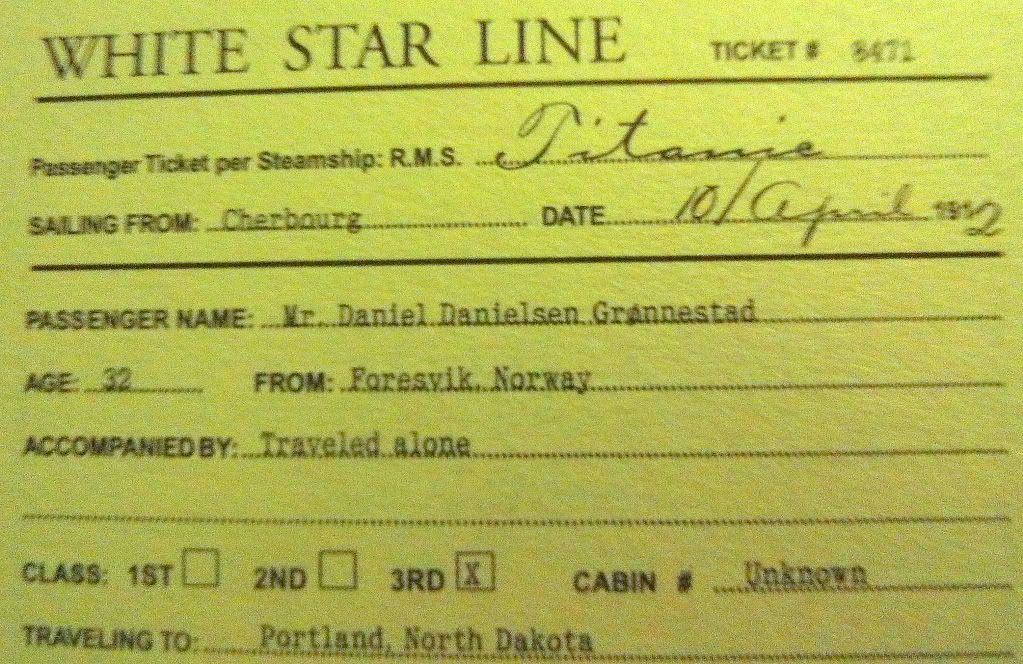 WHITE STAR LINE TICKET # 8471
Passenger Ticket per Steamship: R.M.S. Titanic
SAILING FROM: Cherbourg DATE 10/April 1912
PASSENGER NAME: Mr. Daniel Danielsen Grønnestad
AGE: 32 FROM: Foresvik, Norway
ACCOMPANIED BY: Traveled alone
CLASS: 1ST 2ND 3RD X CABIN # Unknown
TRAVELING TO: Portland, North Dakota